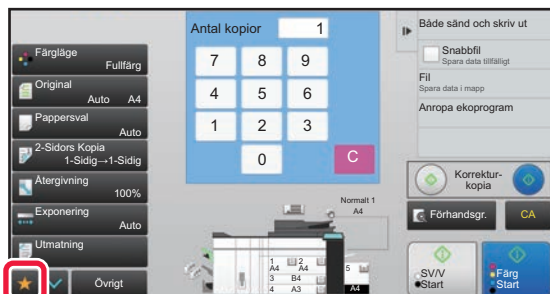 Antal kopior 1
Färgläge
Fullfärg
Original
Auto A4
Pappersval
Auto
2-Sidors Kopia
1-Sidig→1-Sidig
Återgivning
100%
Exponering
Auto
Utmatning
Övrigt
7 8 9
4 5 6
1 2 3
0 C
Normalt 1
A4
1 2
A4 A4
3 B4
4 A3
5
A4
Både sänd och skriv ut
Snabbfil
Spara data tillfälligt
Fil
Spara data i mapp
Anropa ekoprogram
Korrektur-
kopia
Förhandsgr. CA
SV/V
Start
Färg
Start